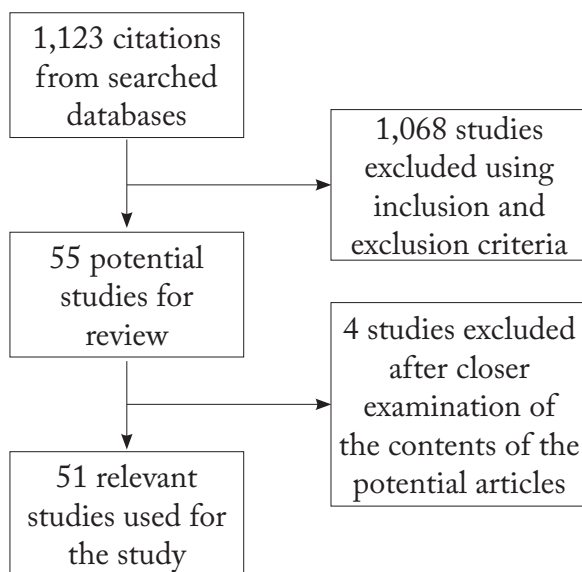 1,123 citations
from searched
databases
1,068 studies
excluded using
inclusion and
exclusion criteria
55 potential
studies for
review
4 studies excluded
after closer
examination of
the contents of the
potential articles
51 relevant
studies used for
the study